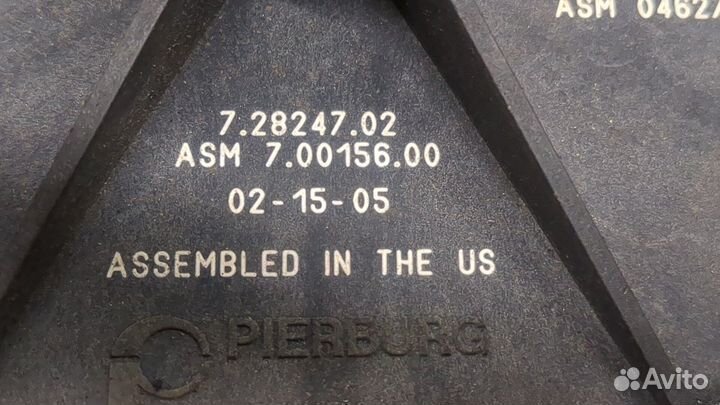 ASM 0462
7.28247.02
ASM 7.00156.00
02-15-05
ASSEMBLED IN THE US
PIERBURG
Avito